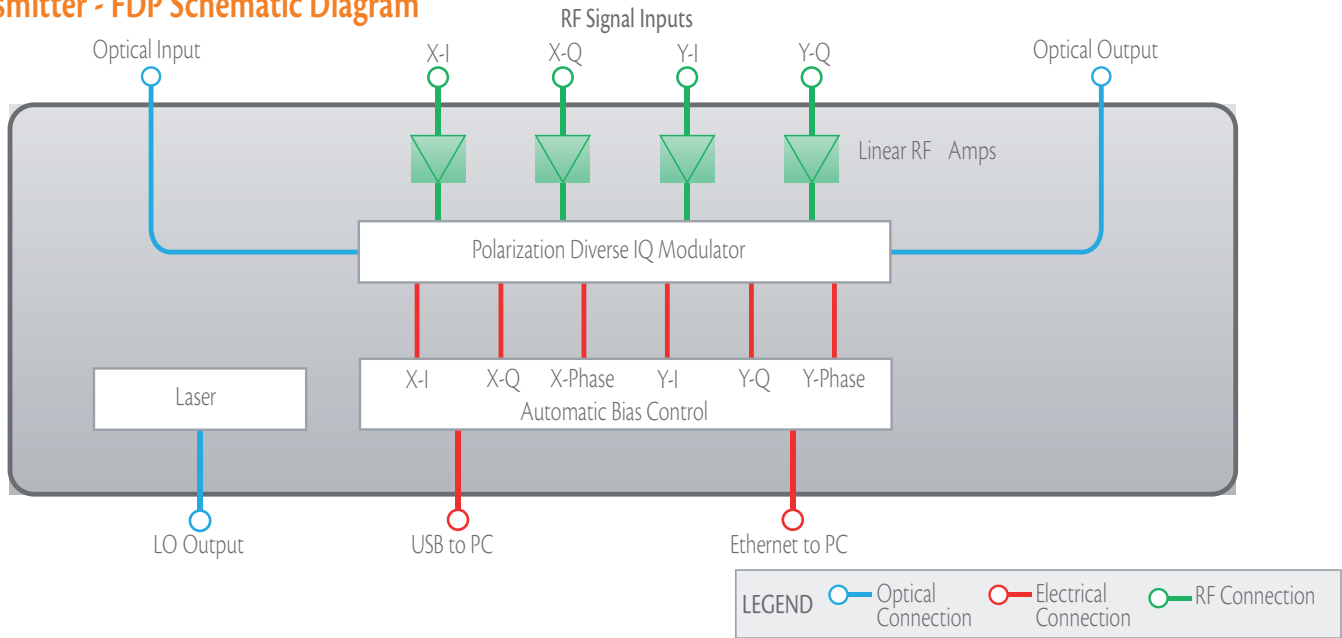 smitter - FDP Schematic Diagram
RF Signal Inputs
Optical Input
X-I
X-Q
Y-I
Y-Q
Optical Output
Linear RF Amps
Polarization Diverse IQ Modulator
X-I
X-Q
X-Phase
Y-I
Y-Q
Y-Phase
Automatic Bias Control
Laser
LO Output
USB to PC
Ethernet to PC
LEGEND
Optical
Connection
Electrical
Connection
RF Connection